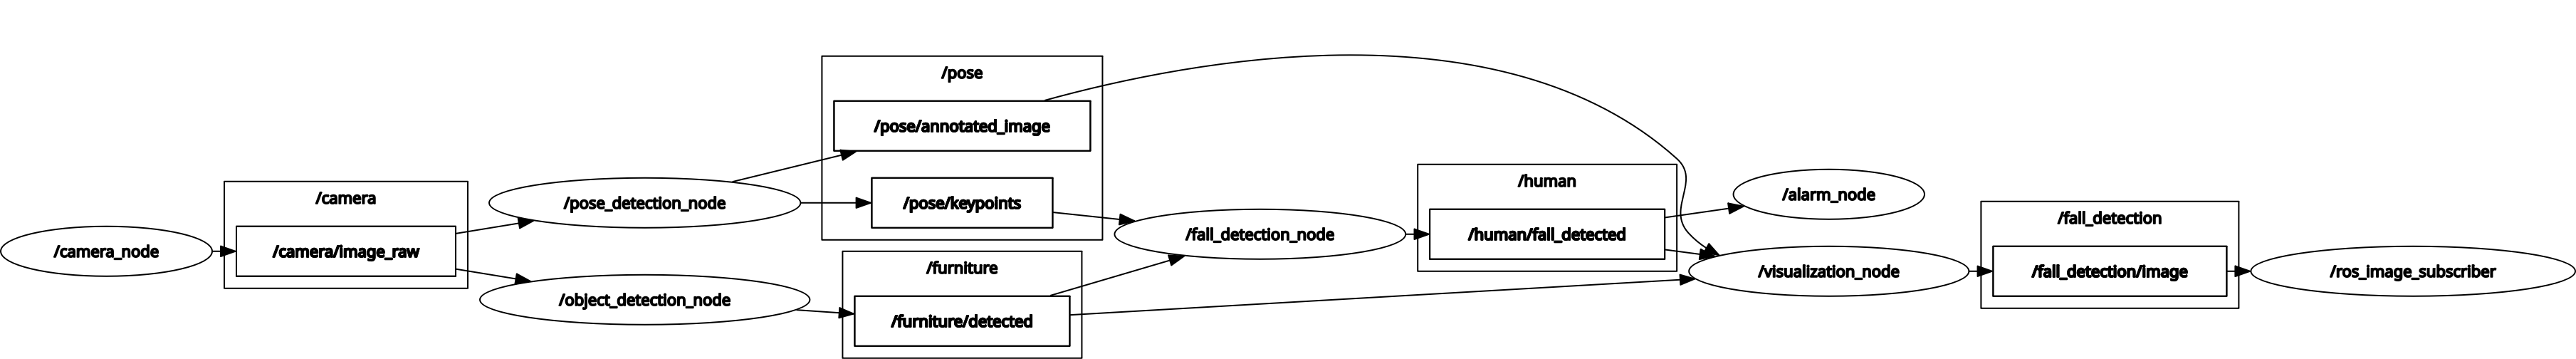 /camera_node
/camera
/camera/image_raw
/pose_detection_node
/object_detection_node
/pose
/pose/annotated_image
/pose/keypoints
/furniture
/furniture/detected
/fall_detection_node
/human
/human/fall_detected
/alarm_node
/visualization_node
/fall_detection
/fall_detection/image
/ros_image_subscriber